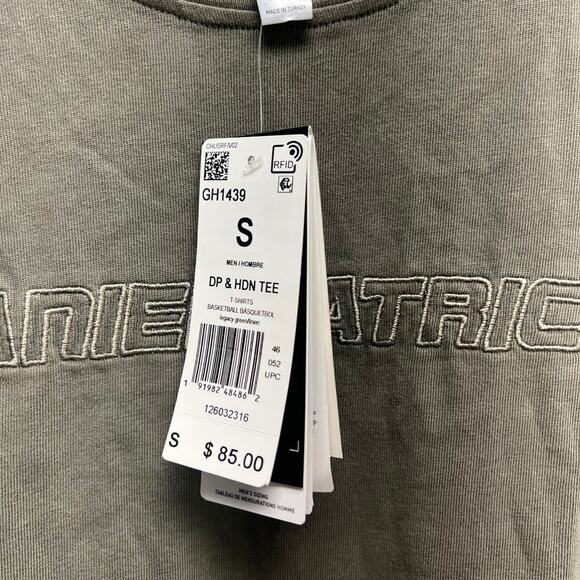 MADE IN TURKEY
CHUSRF/V02
RFID
GH1439
S
MEN / HOMBRE
DP & HDN TEE
T-SHIRTS
BASKETBALL BASQUETBOL
legacy green/linen
46
052
UPC
1 91982 48486 2
126032316
S $ 85.00
MEN'S SIZING
TABLEAU DE MENSURATIONS HOMME
ANIE ATRIC